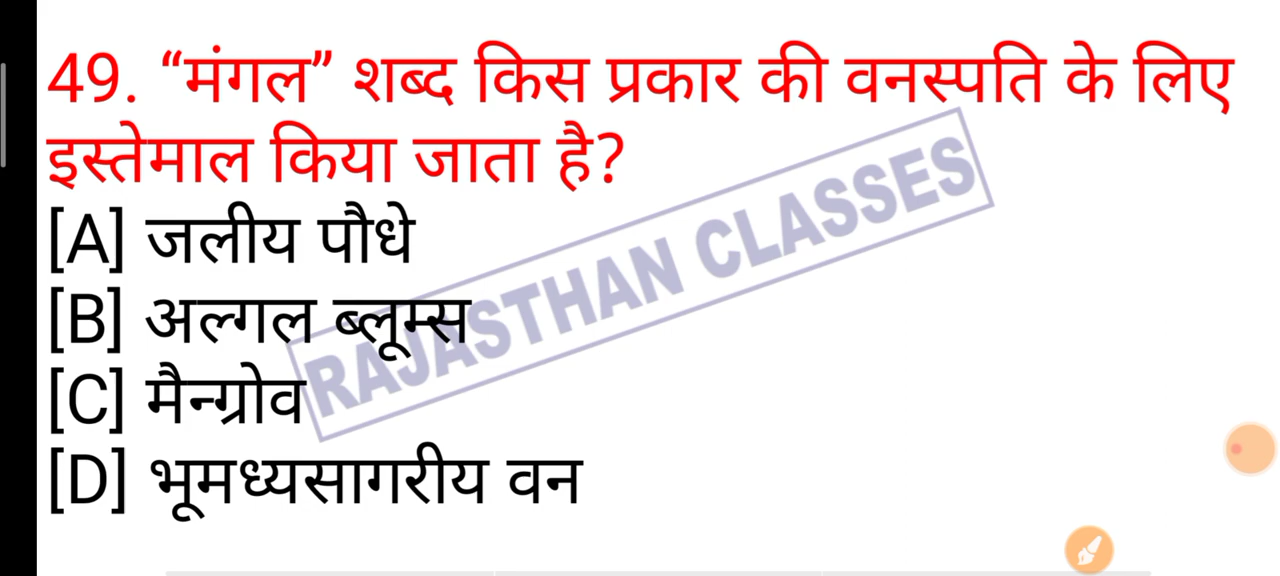 49. “मंगल” शब्द किस प्रकार की वनस्पति के लिए
इस्तेमाल किया जाता है?
[A] जलीय पौधे
[B] अल्गल ब्लूम्स
[C] मैन्ग्रोव
[D] भूमध्यसागरीय वन
RAJASTHAN CLASSES